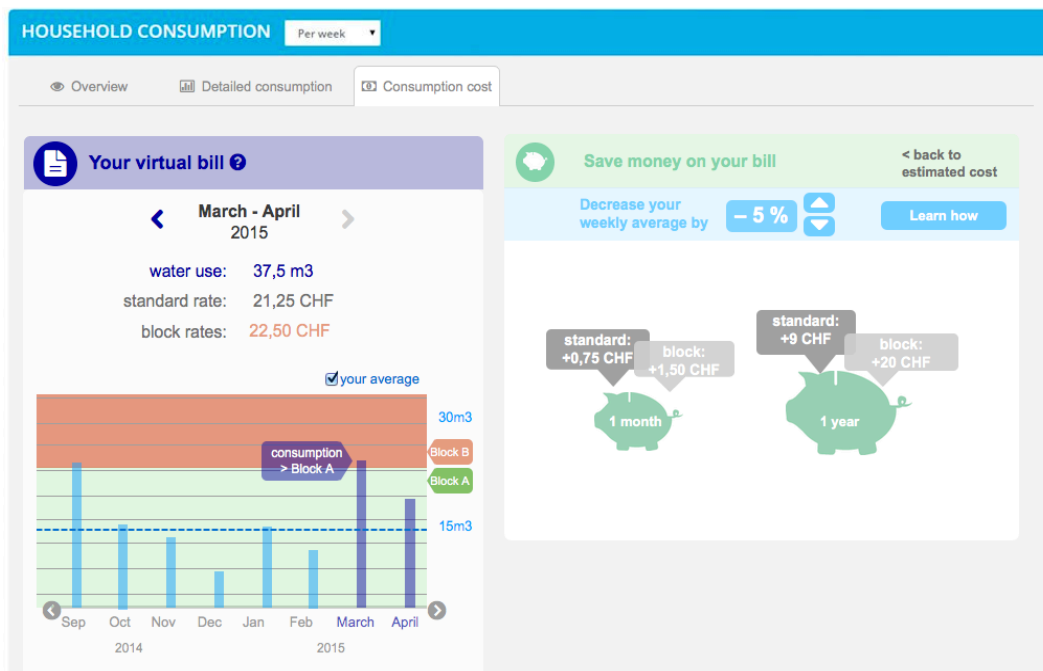 HOUSEHOLD CONSUMPTION Per week
Overview Detailed consumption Consumption cost
Your virtual bill ?
March - April
2015
water use: 37,5 m3
standard rate: 21,25 CHF
block rates: 22,50 CHF
your average
30m3
Block B
consumption
> Block A
Block A
15m3
Sep Oct Nov Dec Jan Feb March April
2014 2015
Save money on your bill
< back to
estimated cost
Decrease your
weekly average by
– 5 %
Learn how
standard:
+0,75 CHF
block:
+1,50 CHF
1 month
standard:
+9 CHF
block:
+20 CHF
1 year